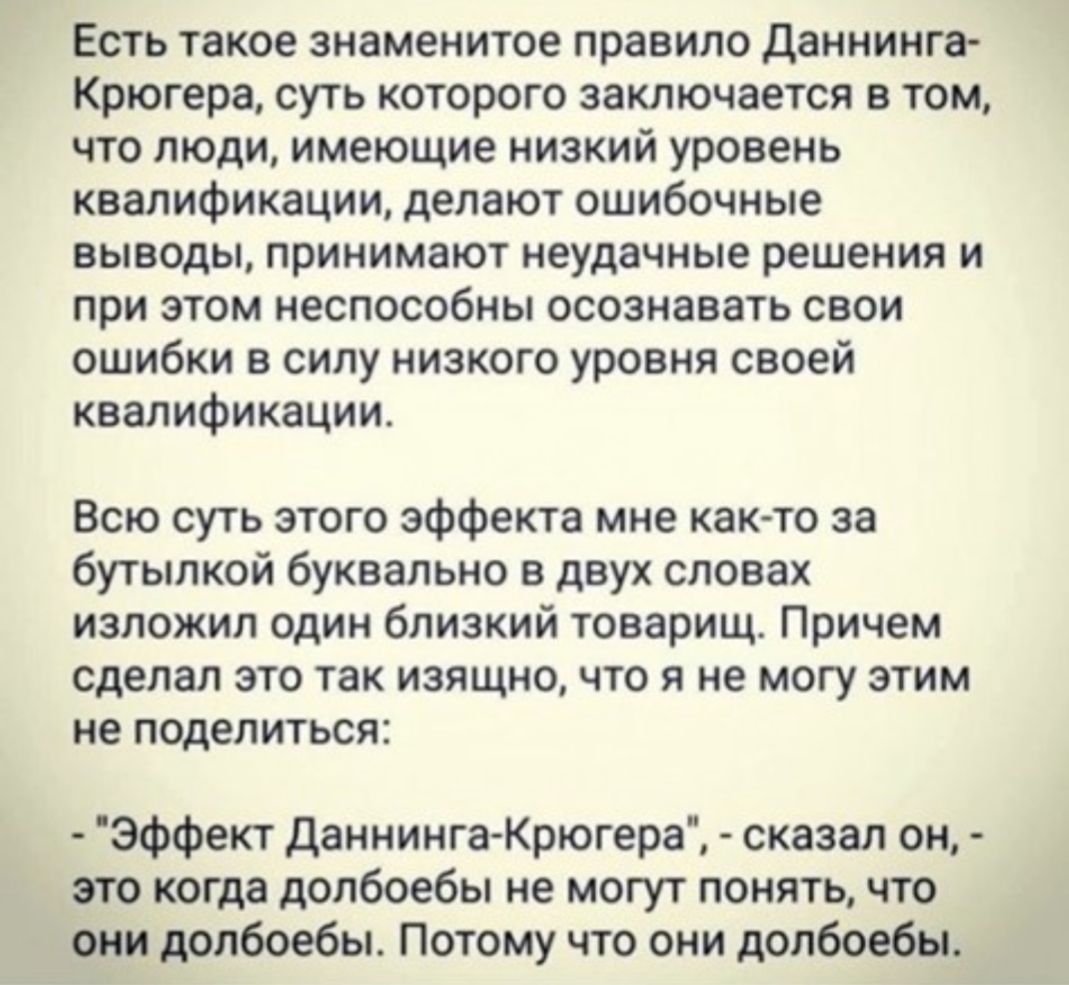 Есть такое знаменитое правило Даннинга-
Крюгера, суть которого заключается в том,
что люди, имеющие низкий уровень
квалификации, делают ошибочные
выводы, принимают неудачные решения и
при этом неспособны осознавать свои
ошибки в силу низкого уровня своей
квалификации.
Всю суть этого эффекта мне как-то за
бутылкой буквально в двух словах
изложил один близкий товарищ. Причем
сделал это так изящно, что я не могу этим
не поделиться:
- "Эффект Даннинга-Крюгера", - сказал он, -
это когда долбоебы не могут понять, что
они долбоебы. Потому что они долбоебы.